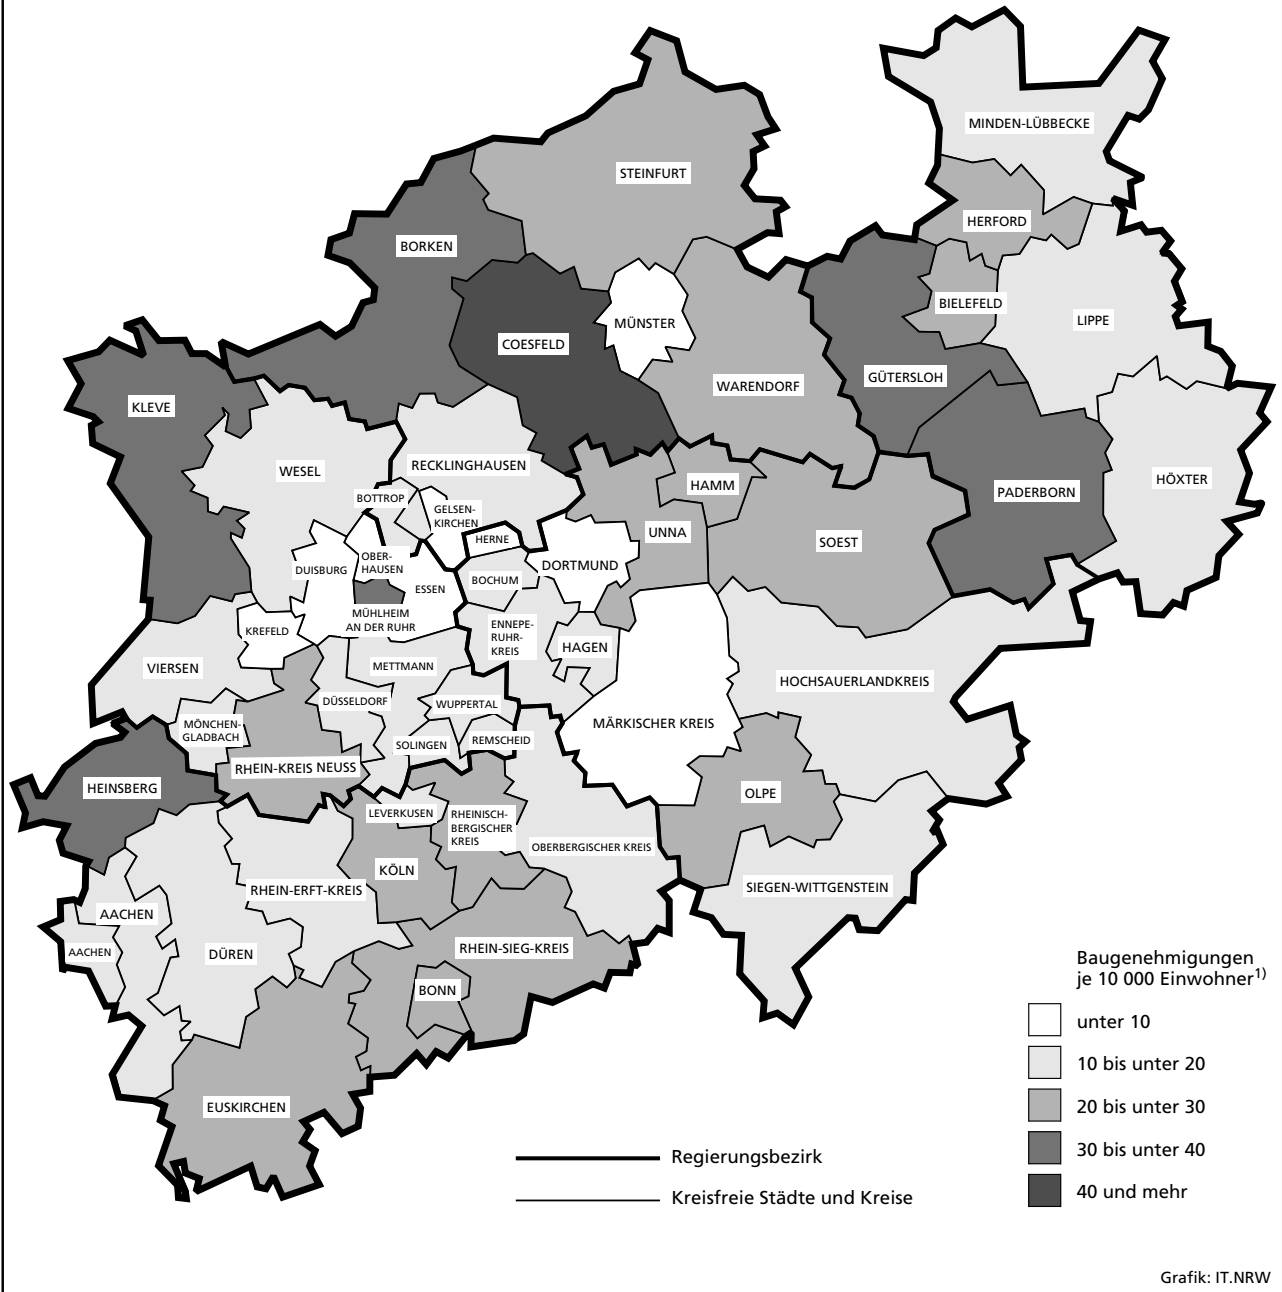 MINDEN-LÜBBECKE
STEINFURT
HERFORD
BORKEN
BIELEFELD
LIPPE
MÜNSTER
COESFELD
GÜTERSLOH
WARENDORF
KLEVE
RECKLINGHAUSEN
WESEL
HÖXTER
HAMM
PADERBORN
BOTTROP
GELSEN-
KIRCHEN
UNNA
HERNE
SOEST
OBER-
HAUSEN
DUISBURG
DORTMUND
BOCHUM
ESSEN
MÜHLHEIM
AN DER RUHR
KREFELD
ENNEPE-
RUHR-
KREIS
HAGEN
VIERSEN
METTMANN
HOCHSAUERLANDKREIS
DÜSSELDORF
WUPPERTAL
MÖNCHEN-
GLADBACH
MÄRKISCHER KREIS
SOLINGEN
REMSCHEID
RHEIN-KREIS NEUSS
HEINSBERG
OLPE
LEVERKUSEN
RHEINISCH-
BERGISCHER
KREIS
OBERBERGISCHER KREIS
KÖLN
RHEIN-ERFT-KREIS
SIEGEN-WITTGENSTEIN
AACHEN
AACHEN
DÜREN
RHEIN-SIEG-KREIS
BONN
EUSKIRCHEN
Baugenehmigungen
je 10 000 Einwohner1)
unter 10
10 bis unter 20
20 bis unter 30
30 bis unter 40
40 und mehr
Regierungsbezirk
Kreisfreie Städte und Kreise
Grafik: IT.NRW